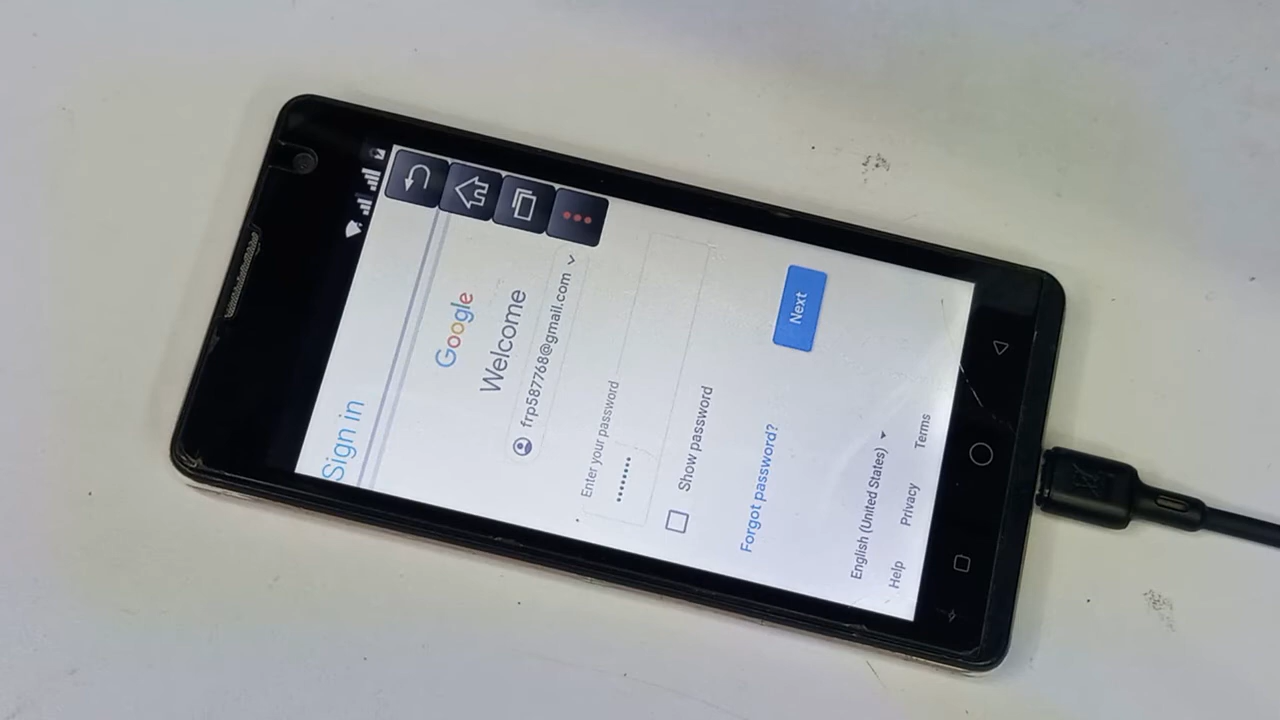 Sign in
Google
Welcome
frp587768@gmail.com
Enter your password
••••••••
Show password
Forgot password?
Next
English (United States)
Help Privacy Terms